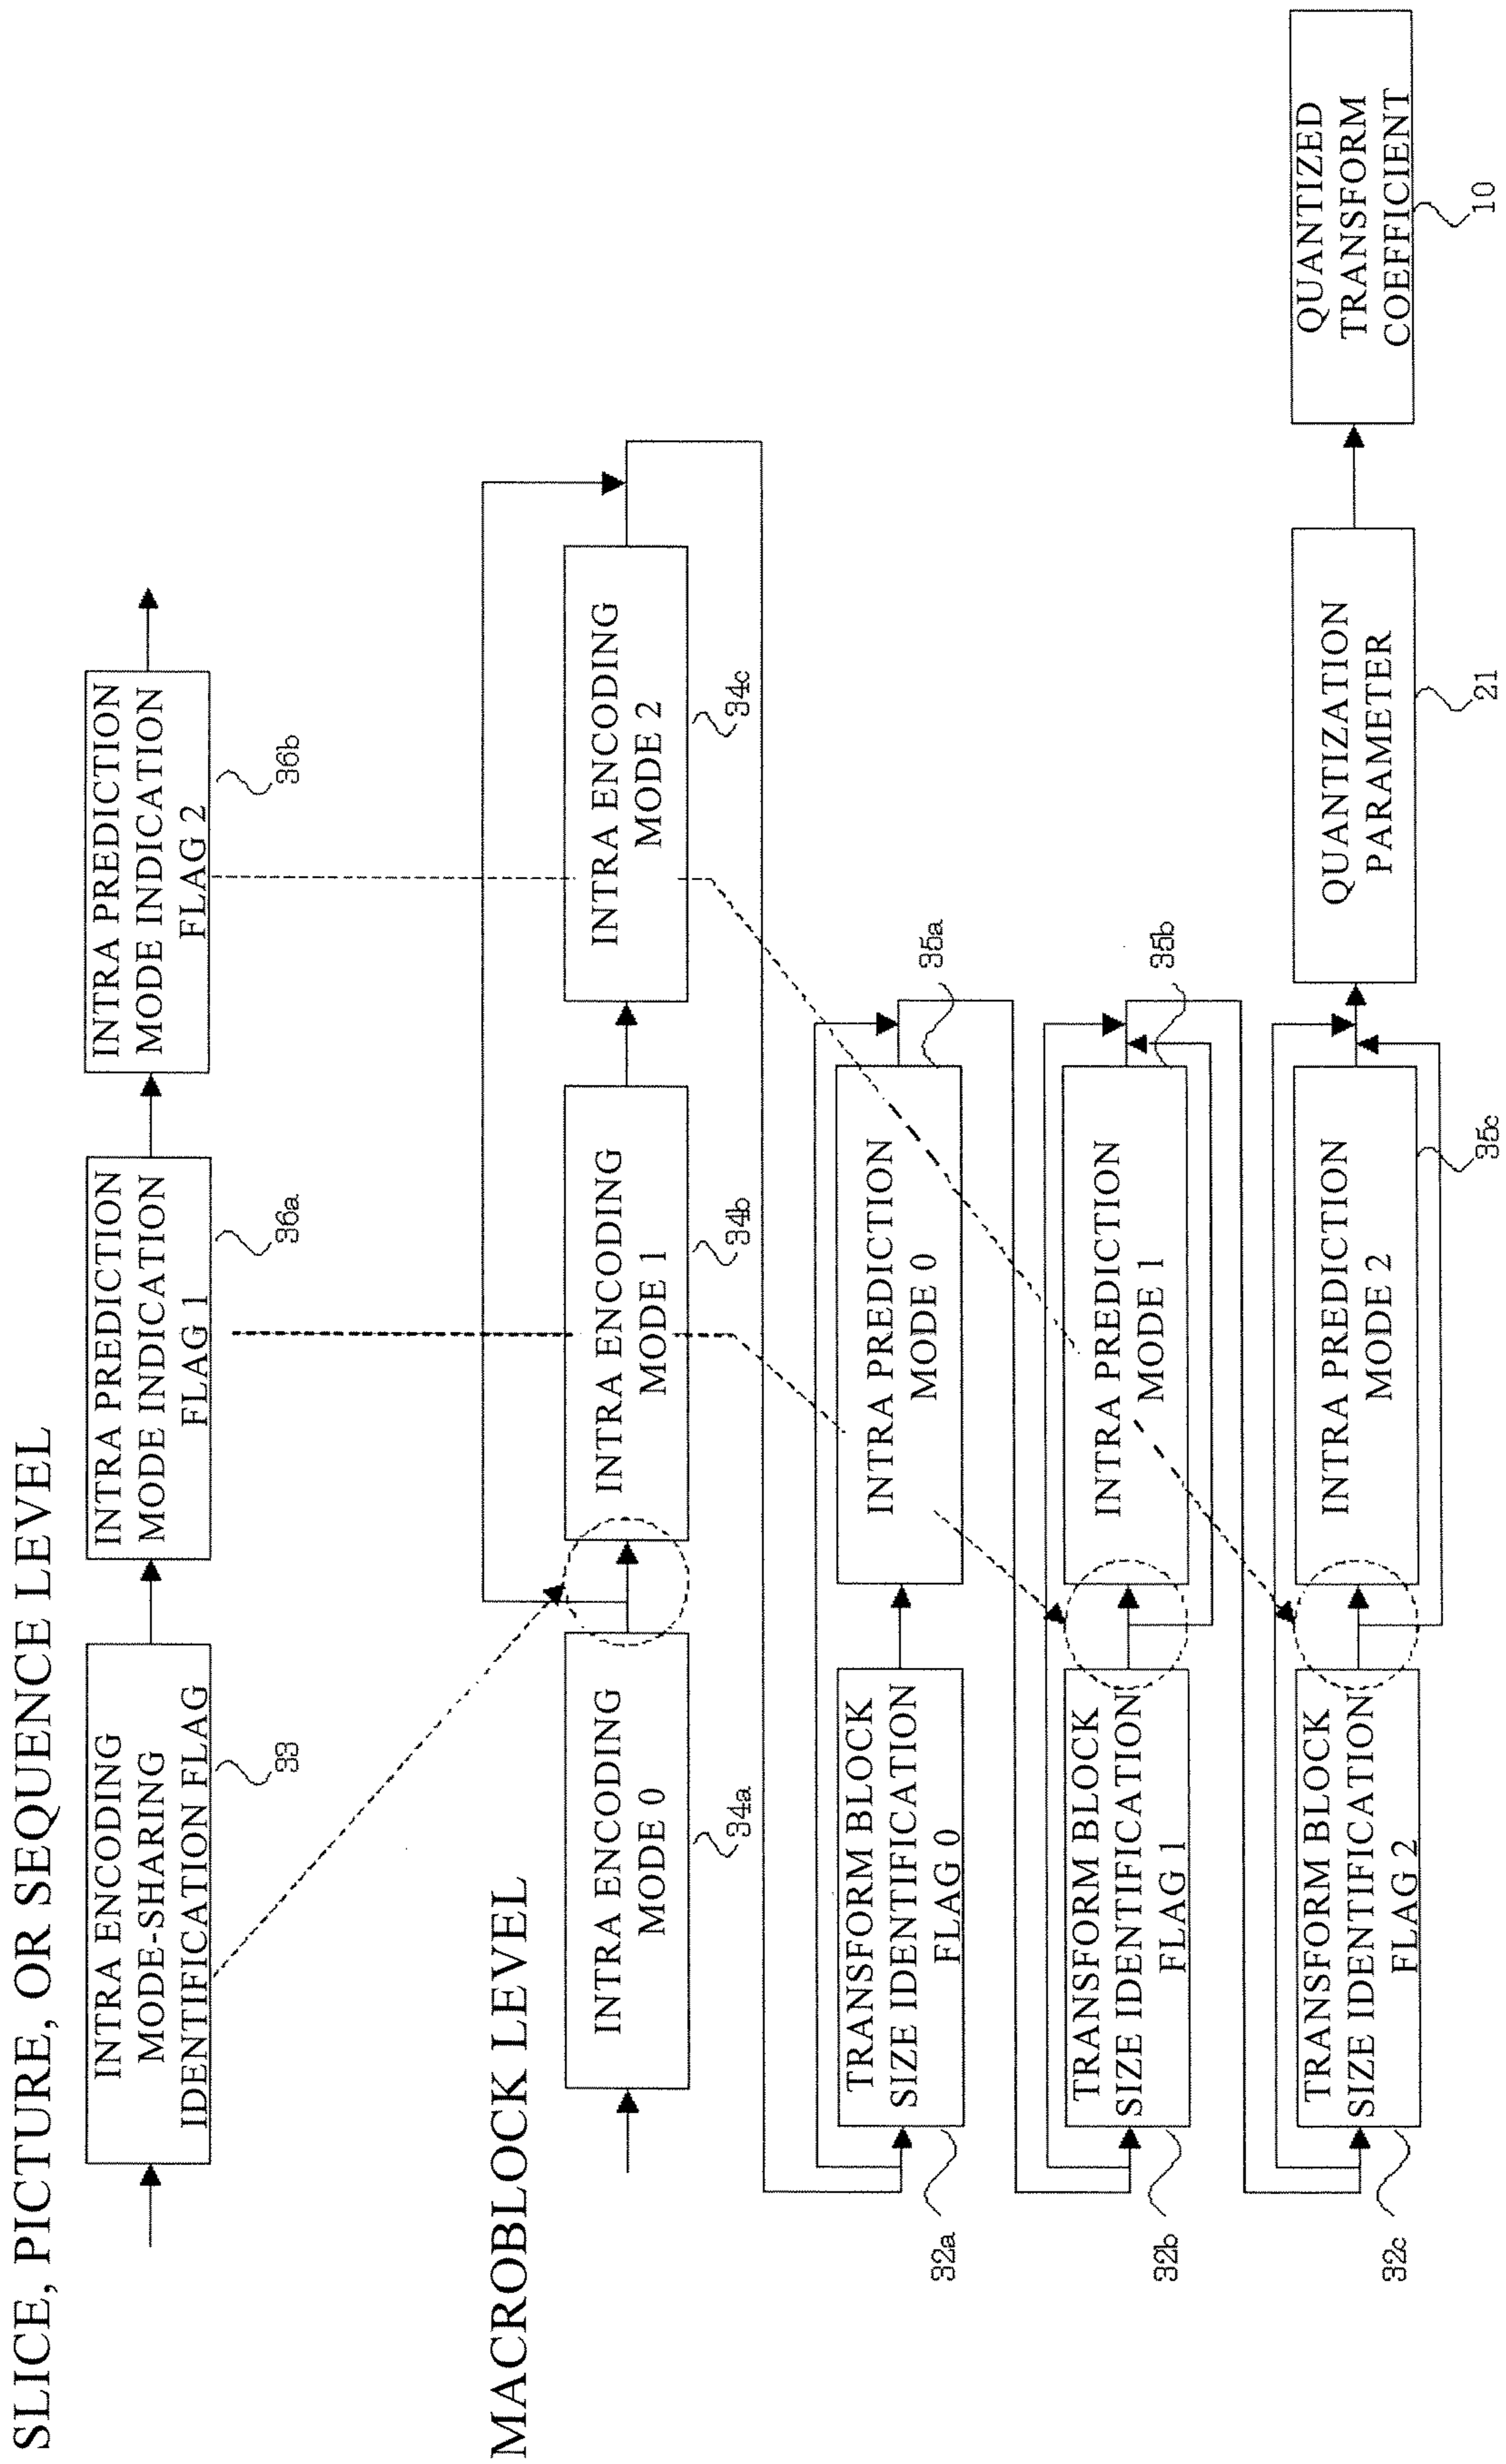 SLICE, PICTURE, OR SEQUENCE LEVEL
INTRA ENCODING
MODE-SHARING
IDENTIFICATION FLAG
33
INTRA PREDICTION
MODE INDICATION
FLAG 1
36a
INTRA PREDICTION
MODE INDICATION
FLAG 2
36b
MACROBLOCK LEVEL
INTRA ENCODING
MODE 0
34a
INTRA ENCODING
MODE 1
34b
INTRA ENCODING
MODE 2
34c
TRANSFORM BLOCK
SIZE IDENTIFICATION
FLAG 0
32a
INTRA PREDICTION
MODE 0
35a
TRANSFORM BLOCK
SIZE IDENTIFICATION
FLAG 1
32b
INTRA PREDICTION
MODE 1
35b
TRANSFORM BLOCK
SIZE IDENTIFICATION
FLAG 2
32c
INTRA PREDICTION
MODE 2
35c
QUANTIZATION
PARAMETER
21
QUANTIZED
TRANSFORM
COEFFICIENT
10